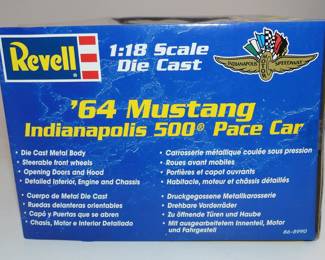 Revell
1:18 Scale
Die Cast
INDIANAPOLIS MOTOR SPEEDWAY
'64 Mustang
Indianapolis 500® Pace Car
• Die Cast Metal Body
• Steerable front wheels
• Opening Doors and Hood
• Detailed Interior, Engine and Chassis
• Carrosserie métallique coulée sous pression
• Roues avant mobiles
• Portières et capot ouvrants
• Habitacle, moteur et châssis détaillés
• Cuerpo de Metal Die Cast
• Ruedas delanteras orientables
• Capó y Puertas que se abren
• Chasis, Motor e Interior Detallado
• Druckgegossene Metallkarosserie
• Drehbare Vorderräder
• Zu öffnende Türen und Haube
• Mit ausgearbeitetem Innenteil, Motor
und Fahrgestell
86-8990